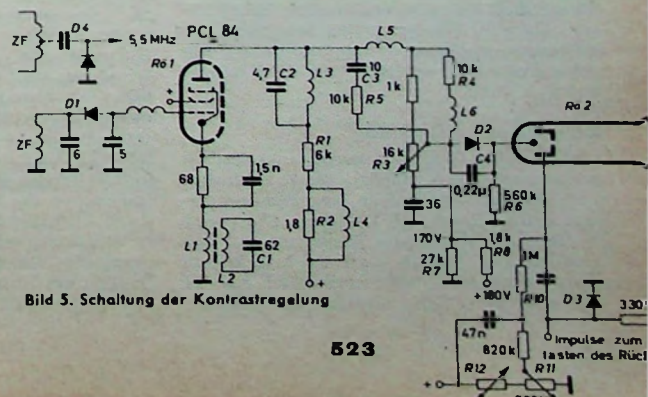 ZF
D4
5,5 MHz
PCL 84
Rö1
D1
ZF
6
5
68
1,5n
L1
L2
62
C1
4,7
C2
L3
R1
6k
1,8
R2
L4
+
L5
10
C3
10k
R5
1k
10k
R4
L6
D2
16k
R3
C4
0,22µ
36
560k
R6
Rö 2
170V
27k
R7
1,8k
R8
+180V
1M
R10
D3
47n
820k
R12
R11
Impulse zum
tasten des Rücl
Bild 5. Schaltung der Kontrastregelung
523